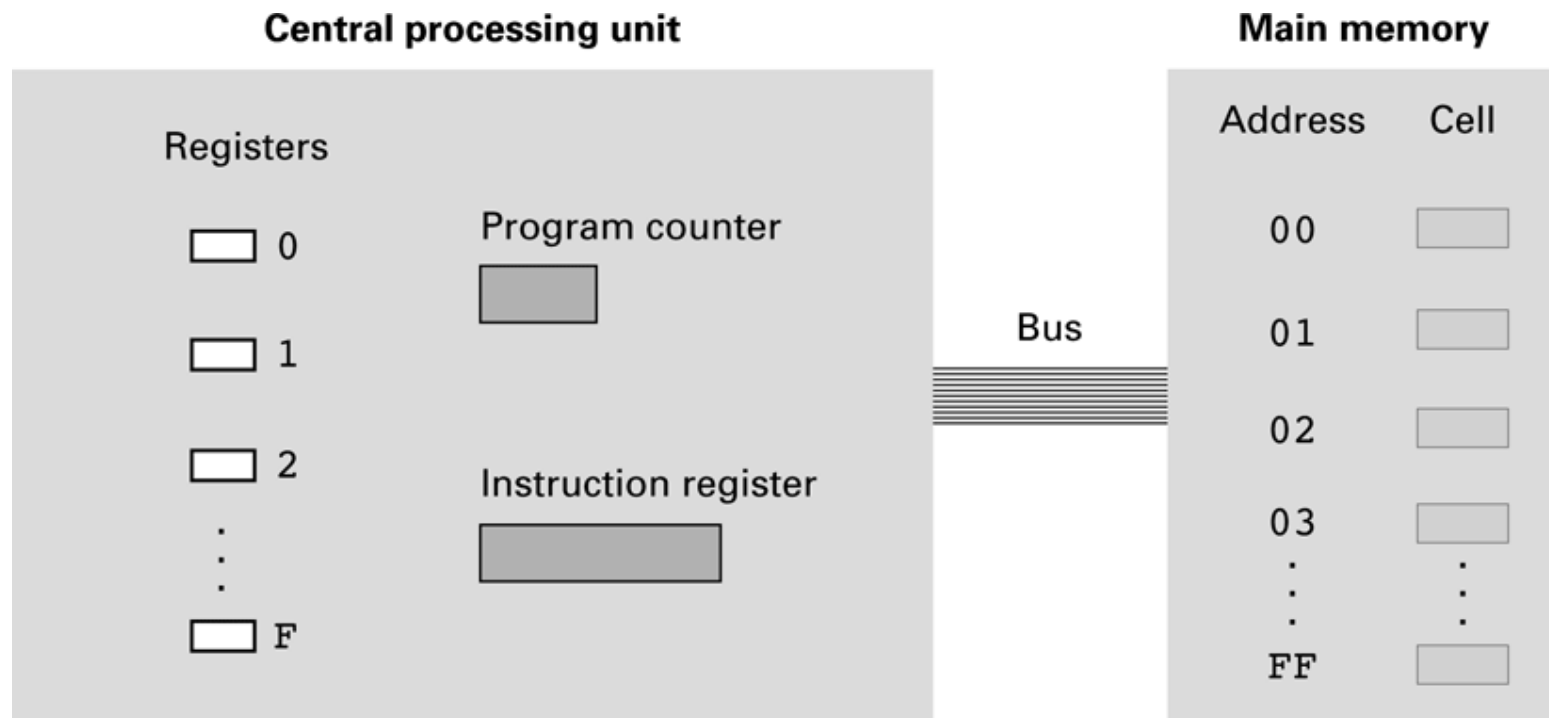 Central processing unit
Main memory
Registers
0
1
2
F
Program counter
Instruction register
Bus
Address Cell
00
01
02
03
FF